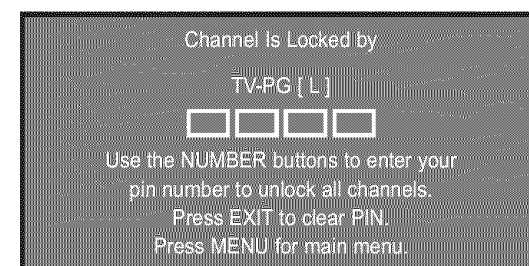 Channel Is Locked by
TV-PG [ L ]
Use the NUMBER buttons to enter your
pin number to unlock all channels.
Press EXIT to clear PIN.
Press MENU for main menu.